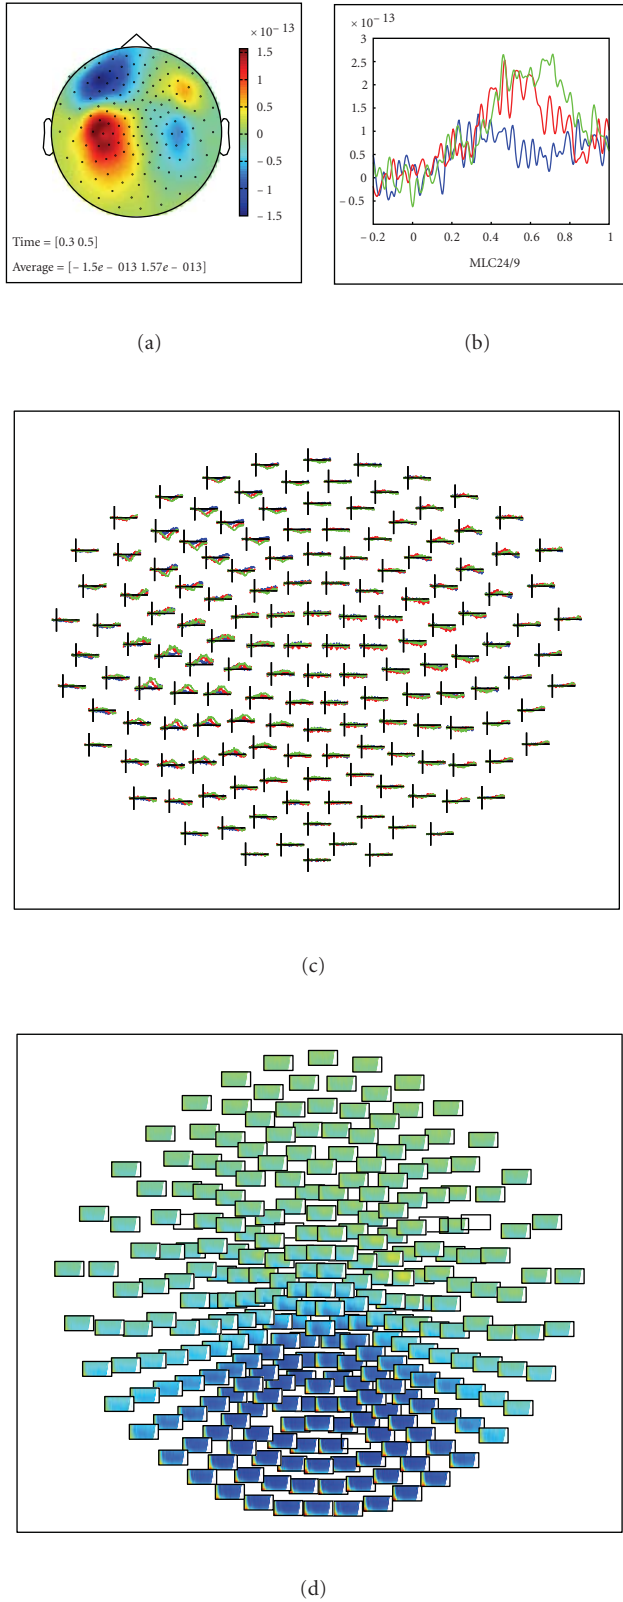 × 10⁻¹³
1.5
1
0.5
0
− 0.5
− 1
− 1.5
Time = [0.3 0.5]
Average = [− 1.5e − 013 1.57e − 013]
(a)
× 10⁻¹³
3
2.5
2
1.5
1
0.5
0
− 0.5
− 0.2 0 0.2 0.4 0.6 0.8 1
MLC24/9
(b)
(c)
(d)